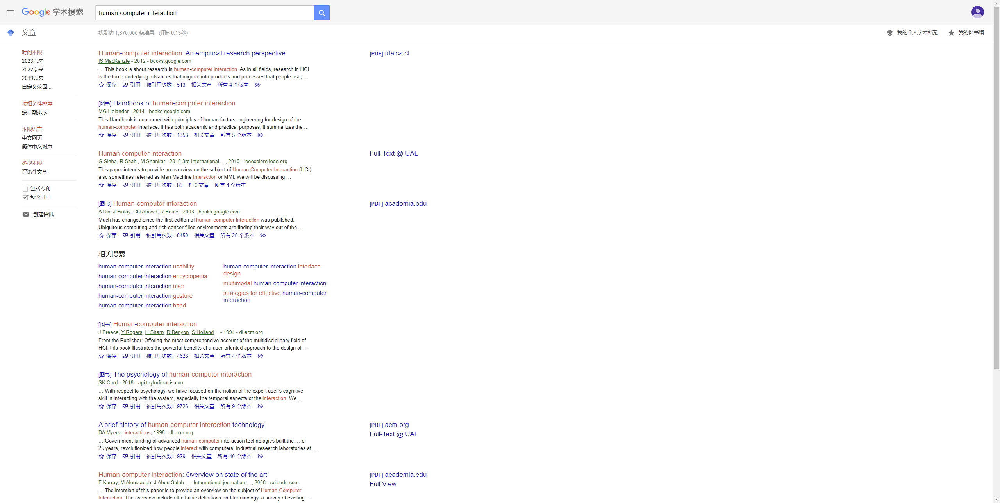 Google 学术搜索
human-computer interaction
文章
找到约 1,870,000 条结果 （用时0.13秒）
我的个人学术档案
我的图书馆
时间不限
2023以来
2022以来
2019以来
自定义范围...
按相关性排序
按日期排序
不限语言
中文网页
简体中文网页
类型不限
评论性文章
包括专利
包含引用
创建快讯
Human-computer interaction: An empirical research perspective
IS MacKenzie - 2012 - books.google.com
… This book is about research in human-computer interaction. As in all fields, research in HCI
is the force underlying advances that migrate into products and processes that people use, …
保存 引用 被引用次数：513 相关文章 所有 4 个版本
[PDF] utalca.cl
[图书] Handbook of human-computer interaction
MG Helander - 2014 - books.google.com
This Handbook is concerned with principles of human factors engineering for design of the
human-computer interface. It has both academic and practical purposes; it summarizes the …
保存 引用 被引用次数：1353 相关文章 所有 5 个版本
Human computer interaction
G Sinha, R Shahi, M Shankar - 2010 3rd International …, 2010 - ieeexplore.ieee.org
This paper intends to provide an overview on the subject of Human Computer Interaction (HCI),
also sometimes referred as Man Machine Interaction or MMI. We will be discussing …
保存 引用 被引用次数：89 相关文章 所有 4 个版本
Full-Text @ UAL
[图书] Human-computer interaction
A Dix, J Finlay, GD Abowd, R Beale - 2003 - books.google.com
Much has changed since the first edition of human-computer interaction was published.
Ubiquitous computing and rich sensor-filled environments are finding their way out of the …
保存 引用 被引用次数：8450 相关文章 所有 28 个版本
[PDF] academia.edu
相关搜索
human-computer interaction usability
human-computer interaction encyclopedia
human-computer interaction user
human-computer interaction gesture
human-computer interaction hand
human-computer interaction interface
design
multimodal human-computer interaction
strategies for effective human-computer
interaction
[图书] Human-computer interaction
J Preece, Y Rogers, H Sharp, D Benyon, S Holland… - 1994 - dl.acm.org
From the Publisher: Offering the most comprehensive account of the multidisciplinary field of
HCI, this book illustrates the powerful benefits of a user-oriented approach to the design of …
保存 引用 被引用次数：4623 相关文章 所有 4 个版本
[图书] The psychology of human-computer interaction
SK Card - 2018 - api.taylorfrancis.com
… With respect to psychology, we have focused on the notion of the expert user's cognitive
skill in interacting with the system, especially the temporal aspects of the interaction. We …
保存 引用 被引用次数：9726 相关文章 所有 9 个版本
A brief history of human-computer interaction technology
BA Myers - interactions, 1998 - dl.acm.org
… Government funding of advanced human-computer interaction technologies built the … of
25 years, revolutionized how people interact with computers. Industrial research laboratories at …
保存 引用 被引用次数：929 相关文章 所有 40 个版本
[PDF] acm.org
Full-Text @ UAL
Human-computer interaction: Overview on state of the art
F Karray, M Alemzadeh, J Abou Saleh… - International journal on …, 2008 - sciendo.com
… The intention of this paper is to provide an overview on the subject of Human-Computer
Interaction. The overview includes the basic definitions and terminology, a survey of existing …
[PDF] academia.edu
Full View